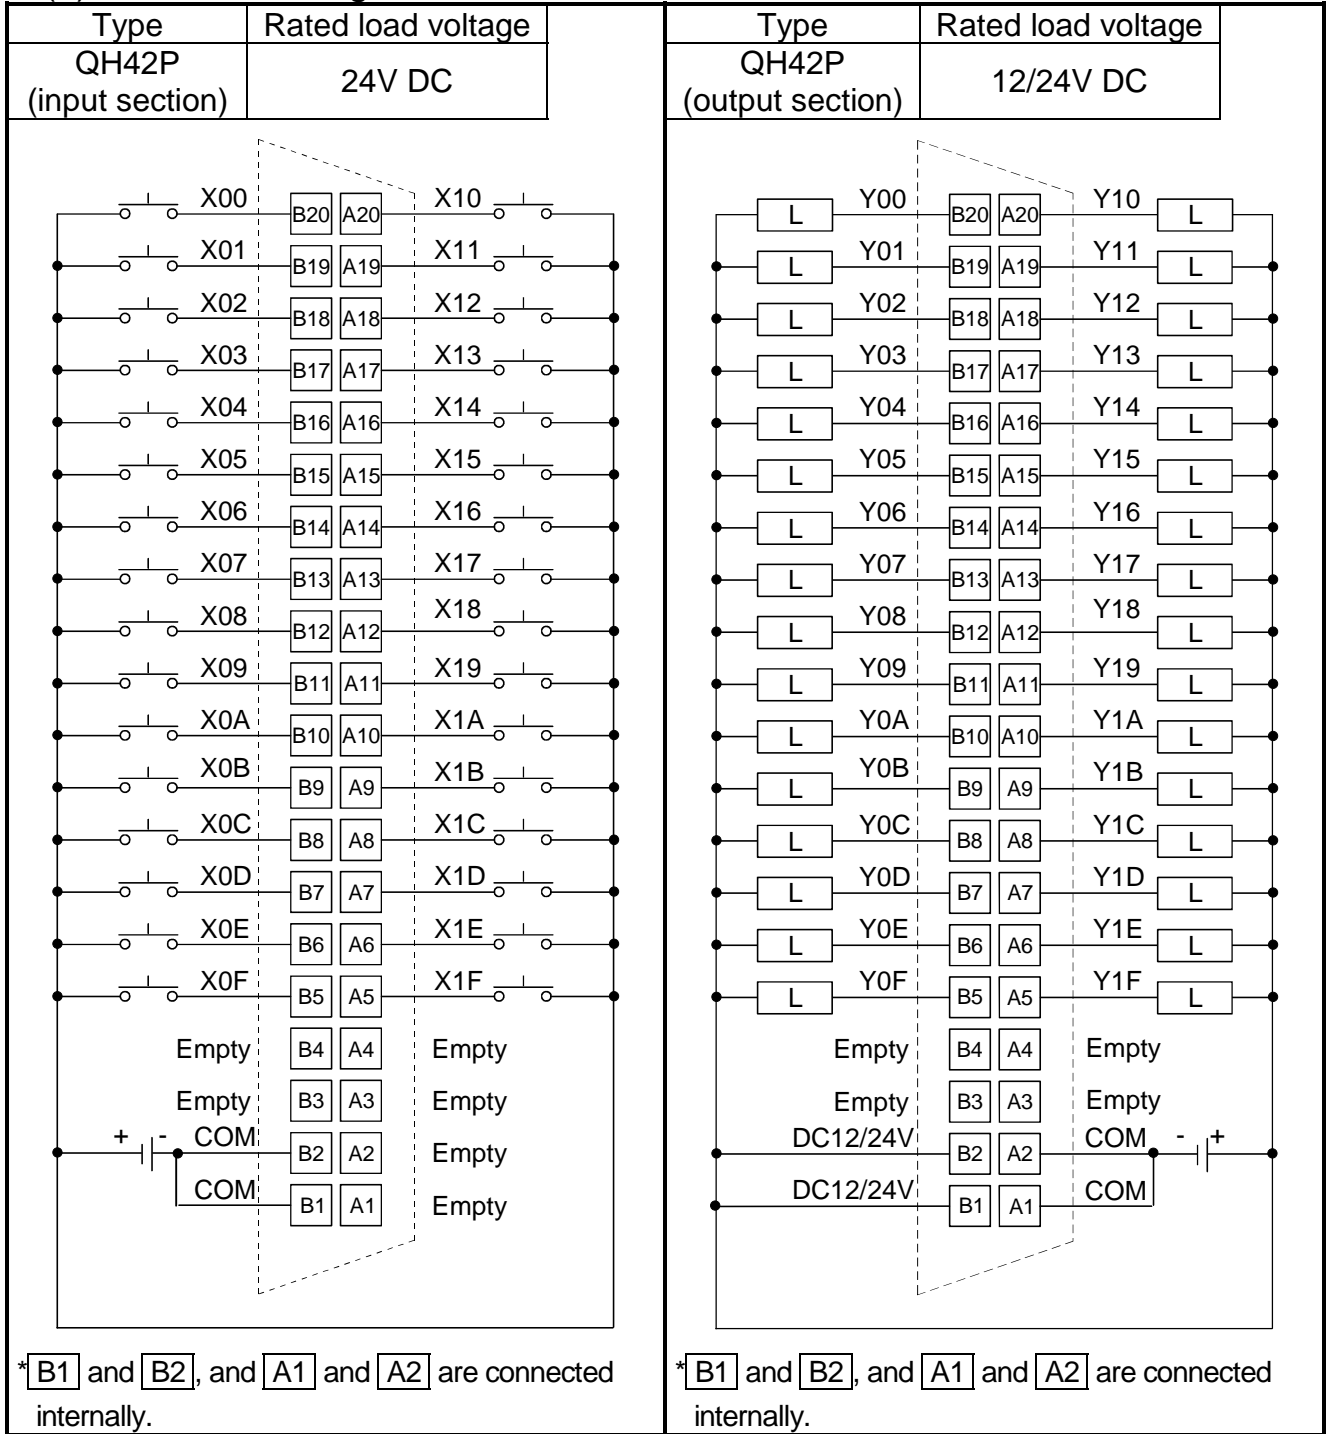 Type Rated load voltage
QH42P
(input section) 24V DC
X00 B20 A20 X10
X01 B19 A19 X11
X02 B18 A18 X12
X03 B17 A17 X13
X04 B16 A16 X14
X05 B15 A15 X15
X06 B14 A14 X16
X07 B13 A13 X17
X08 B12 A12 X18
X09 B11 A11 X19
X0A B10 A10 X1A
X0B B9 A9 X1B
X0C B8 A8 X1C
X0D B7 A7 X1D
X0E B6 A6 X1E
X0F B5 A5 X1F
Empty B4 A4 Empty
Empty B3 A3 Empty
+ - COM B2 A2 Empty
COM B1 A1 Empty
* B1 and B2, and A1 and A2 are connected
internally.
Type Rated load voltage
QH42P
(output section) 12/24V DC
L Y00 B20 A20 Y10 L
L Y01 B19 A19 Y11 L
L Y02 B18 A18 Y12 L
L Y03 B17 A17 Y13 L
L Y04 B16 A16 Y14 L
L Y05 B15 A15 Y15 L
L Y06 B14 A14 Y16 L
L Y07 B13 A13 Y17 L
L Y08 B12 A12 Y18 L
L Y09 B11 A11 Y19 L
L Y0A B10 A10 Y1A L
L Y0B B9 A9 Y1B L
L Y0C B8 A8 Y1C L
L Y0D B7 A7 Y1D L
L Y0E B6 A6 Y1E L
L Y0F B5 A5 Y1F L
Empty B4 A4 Empty
Empty B3 A3 Empty
DC12/24V B2 A2 COM - +
DC12/24V B1 A1 COM
* B1 and B2, and A1 and A2 are connected
internally.